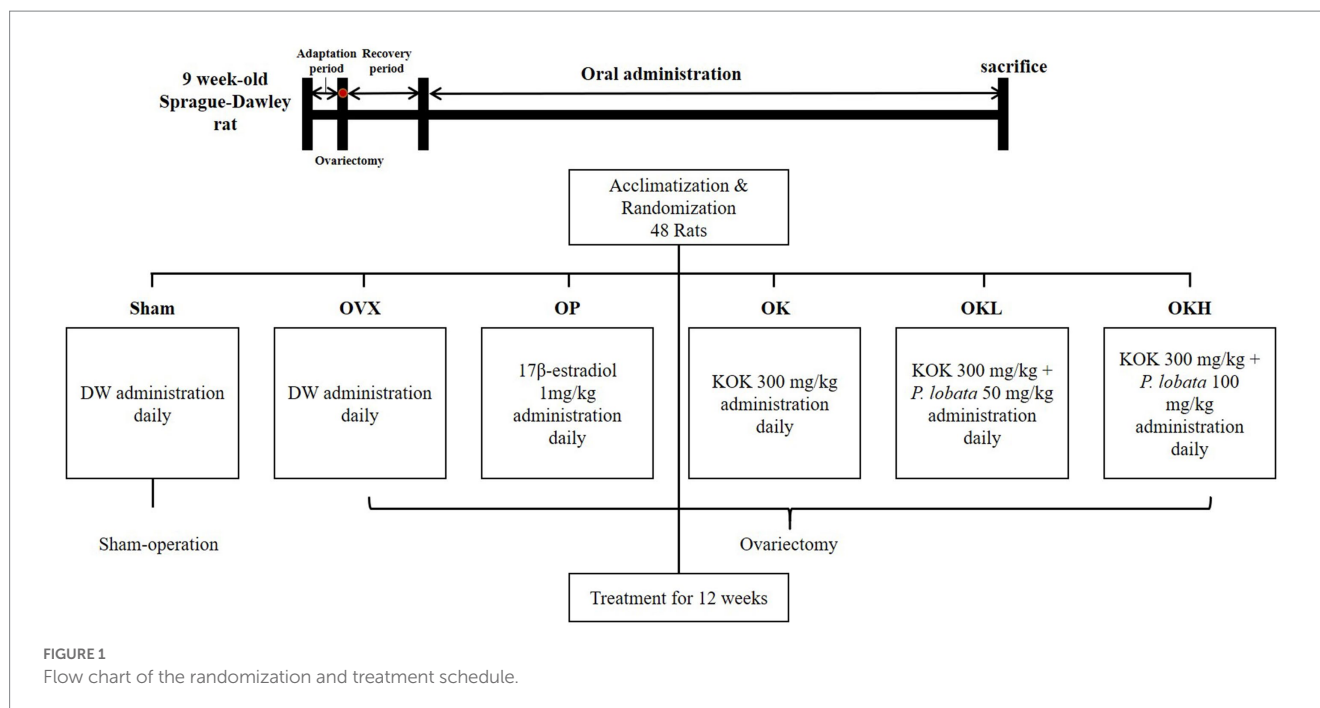 Adaptation
period
Recovery
period
9 week-old
Sprague-Dawley
rat
Oral administration
sacrifice
Ovariectomy
Acclimatization &
Randomization
48 Rats
Sham
OVX
OP
OK
OKL
OKH
DW administration
daily
DW administration
daily
17β-estradiol
1mg/kg
administration
daily
KOK 300 mg/kg
administration
daily
KOK 300 mg/kg +
P. lobata 50 mg/kg
administration
daily
KOK 300 mg/kg +
P. lobata 100
mg/kg
administration
daily
Sham-operation
Ovariectomy
Treatment for 12 weeks
FIGURE 1
Flow chart of the randomization and treatment schedule.